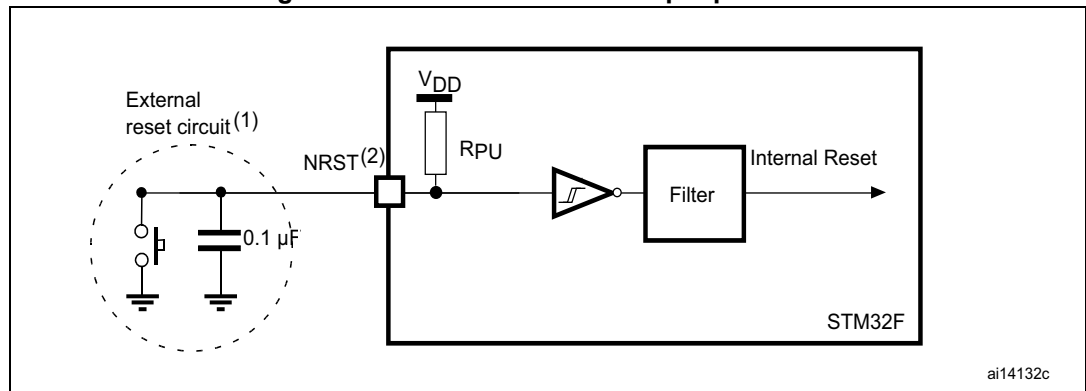 External
reset circuit(1)
NRST(2)
VDD
RPU
Internal Reset
Filter
0.1 µF
STM32F
ai14132c